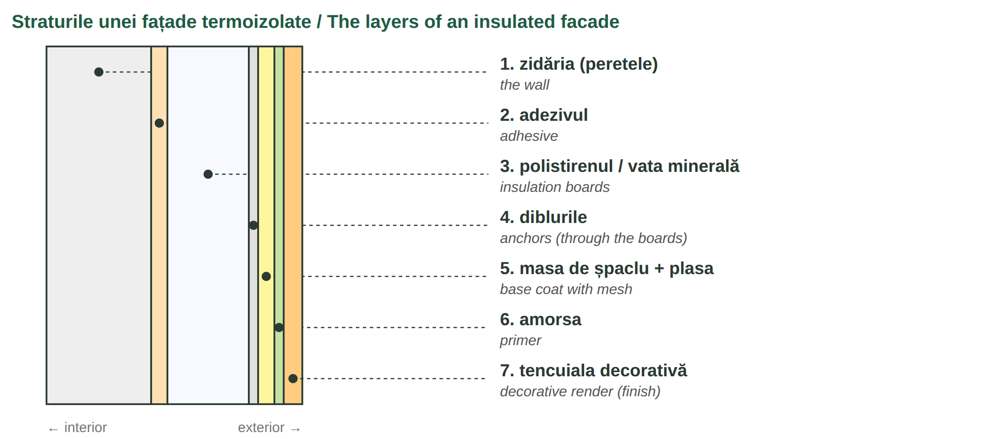 Straturile unei fațade termoizolate / The layers of an insulated facade
1. zidăria (peretele)
the wall
2. adezivul
adhesive
3. polistirenul / vata minerală
insulation boards
4. diblurile
anchors (through the boards)
5. masa de șpaclu + plasa
base coat with mesh
6. amorsa
primer
7. tencuiala decorativă
decorative render (finish)
← interior
exterior →